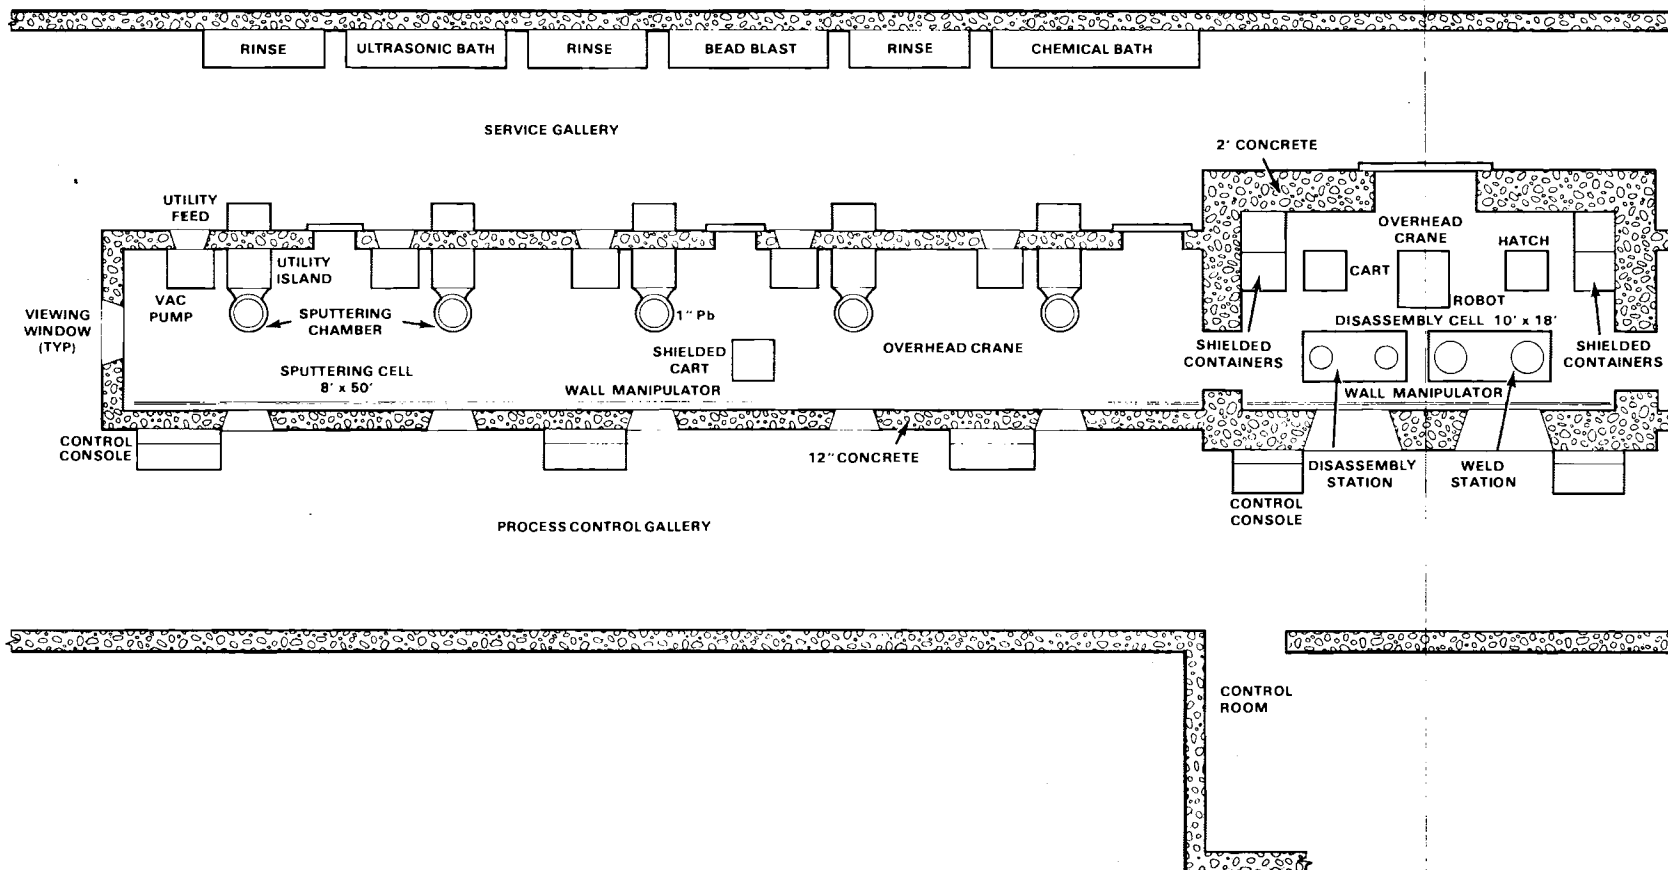 RINSE
ULTRASONIC BATH
RINSE
BEAD BLAST
RINSE
CHEMICAL BATH
SERVICE GALLERY
2' CONCRETE
UTILITY
FEED
OVERHEAD
CRANE
HATCH
UTILITY
ISLAND
CART
VAC
PUMP
ROBOT
VIEWING
WINDOW
(TYP)
SPUTTERING
CHAMBER
1" Pb
DISASSEMBLY CELL 10' x 18'
SHIELDED
CART
OVERHEAD CRANE
SHIELDED
CONTAINERS
SHIELDED
CONTAINERS
SPUTTERING CELL
8' x 50'
WALL MANIPULATOR
WALL MANIPULATOR
CONTROL
CONSOLE
12" CONCRETE
DISASSEMBLY
STATION
WELD
STATION
CONTROL
CONSOLE
PROCESS CONTROL GALLERY
CONTROL
ROOM